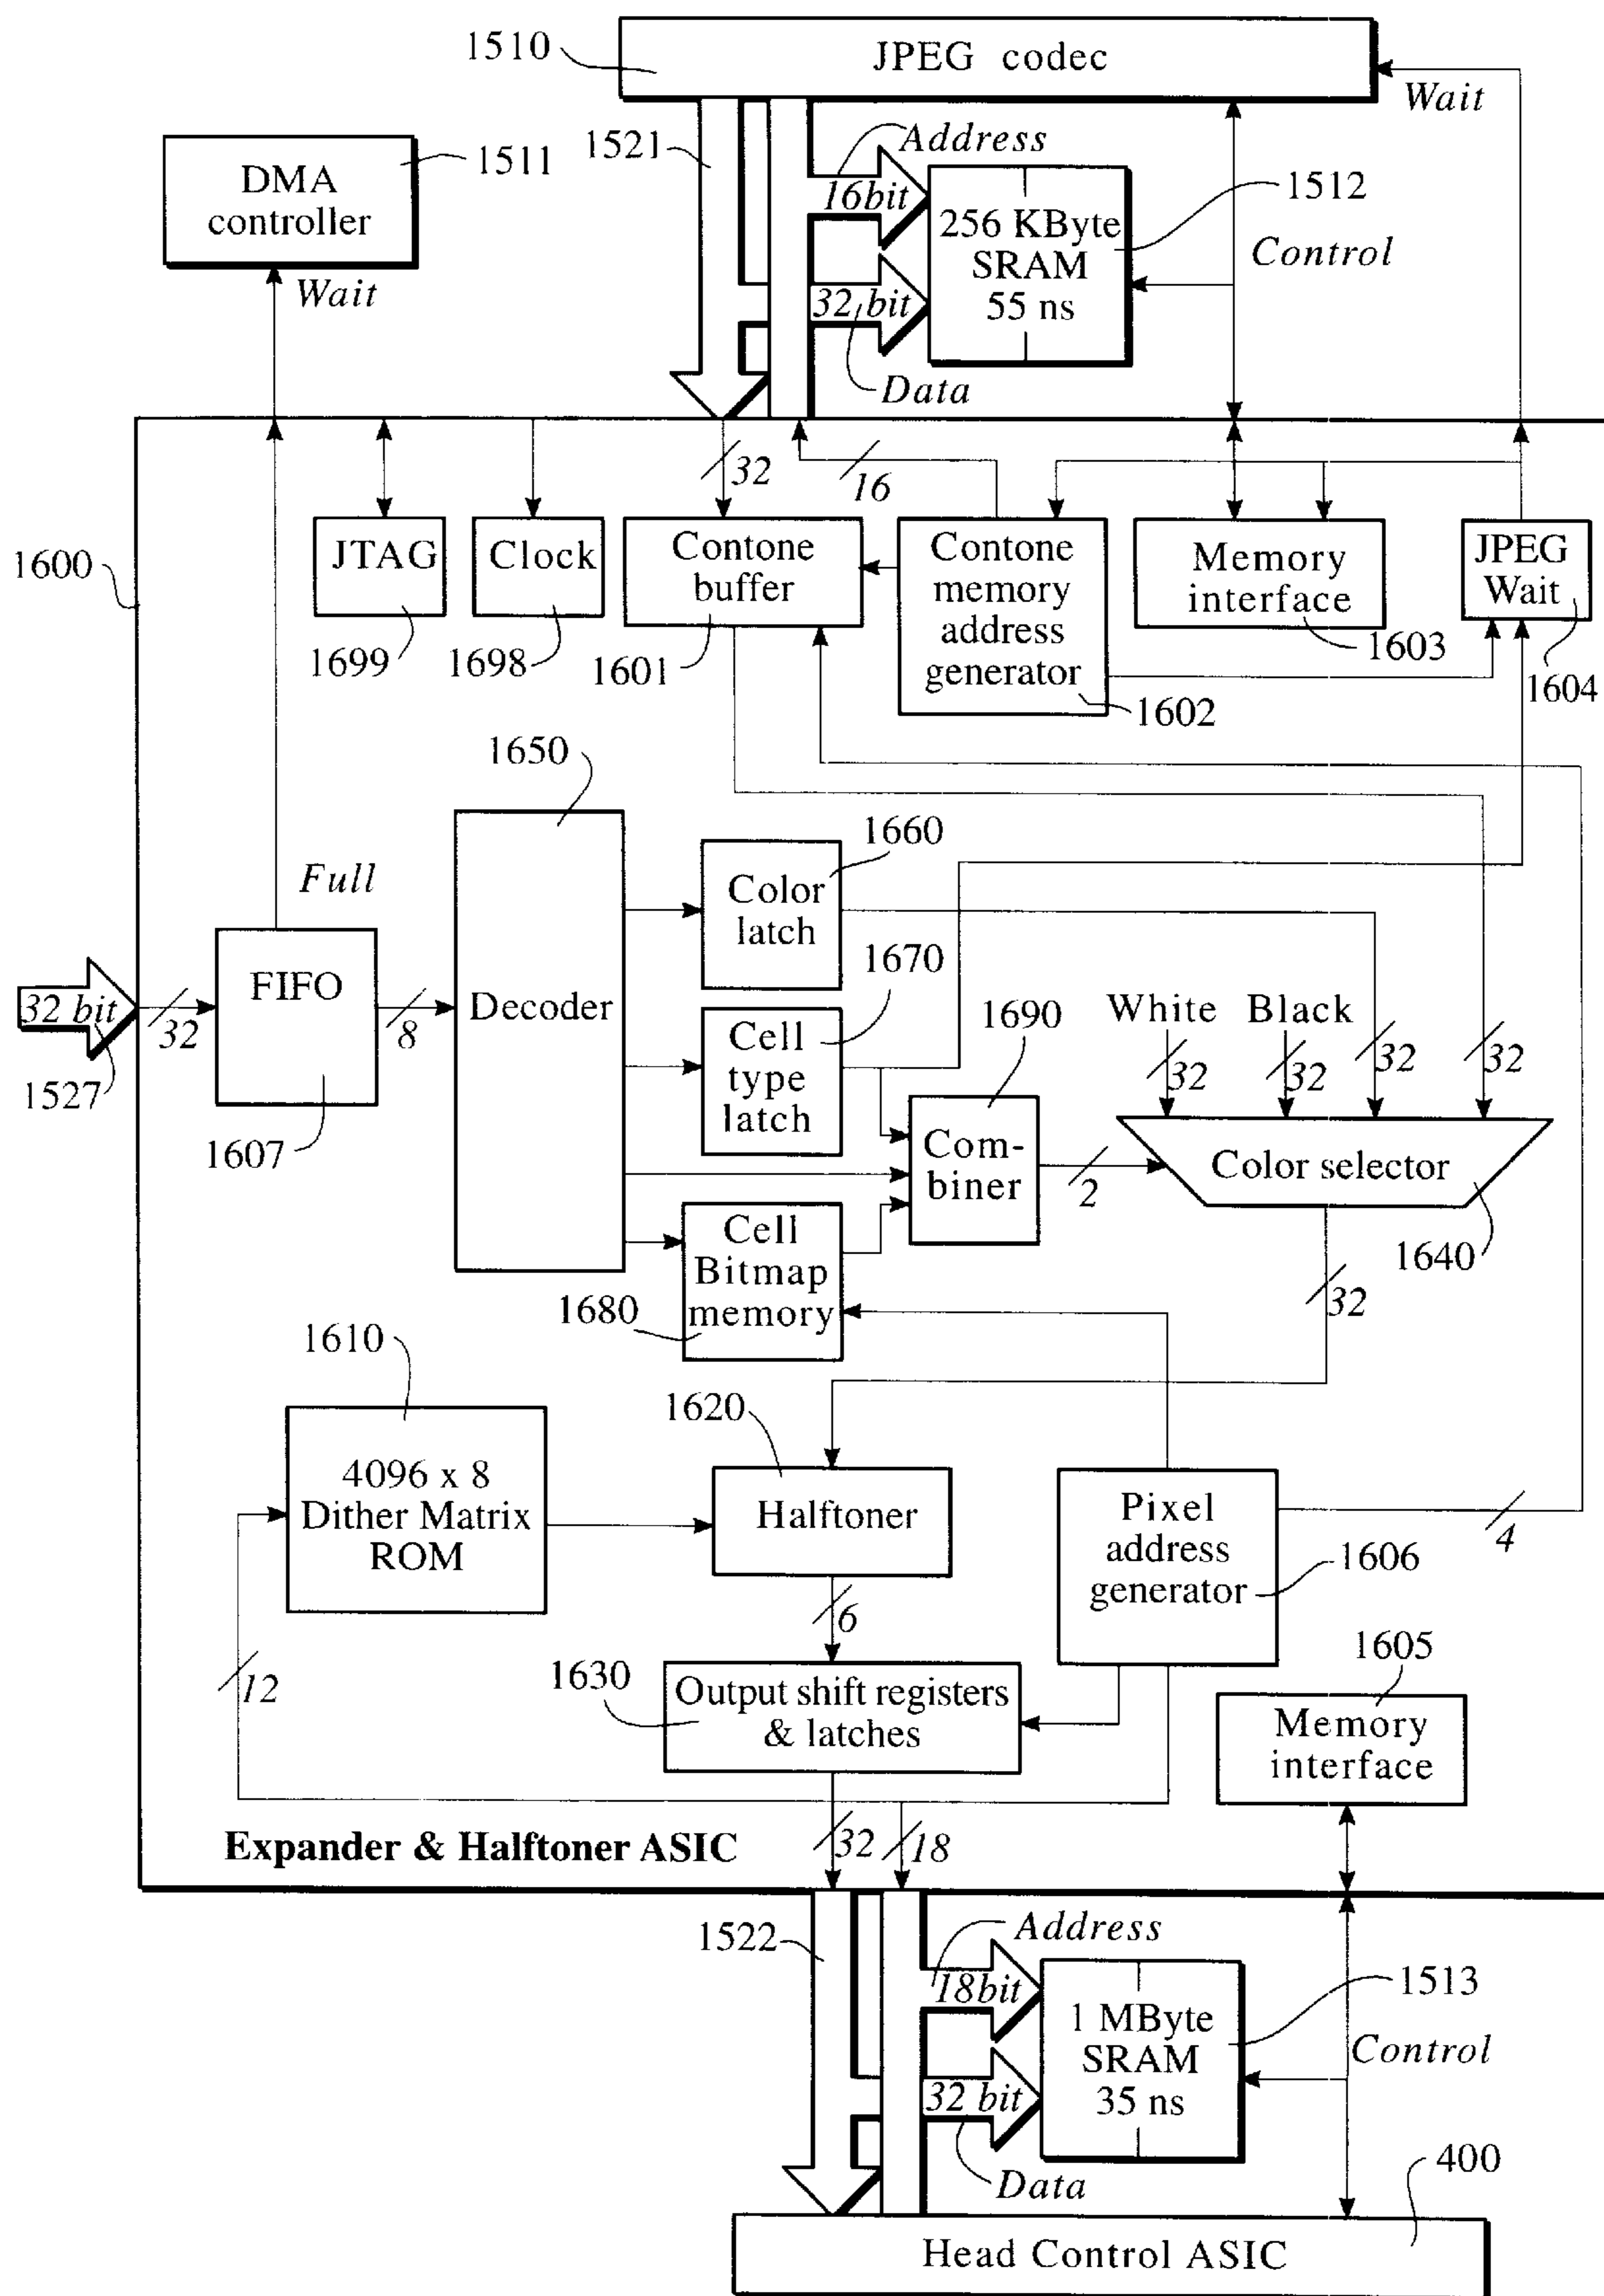 1510
JPEG codec
Wait
1521
Address
1511
DMA
controller
16bit
1512
256 KByte
SRAM
55 ns
Control
Wait
32 bit
Data
32
16
1600
JTAG
Clock
Contone
buffer
Contone
memory
address
generator
Memory
interface
JPEG
Wait
1699
1698
1601
1602
1603
1604
1650
1660
Full
Color
latch
1670
32 bit
32
FIFO
8
Decoder
Cell
type
latch
1690
White
Black
32
32
32
32
1527
1607
Com-
biner
2
Color selector
Cell
Bitmap
memory
1640
1680
32
1610
1620
4096 x 8
Dither Matrix
ROM
Halftoner
Pixel
address
generator
4
1606
6
1605
12
1630
Output shift registers
& latches
Memory
interface
Expander & Halftoner ASIC
32
18
1522
Address
18bit
1513
1 MByte
SRAM
35 ns
Control
32 bit
Data
400
Head Control ASIC